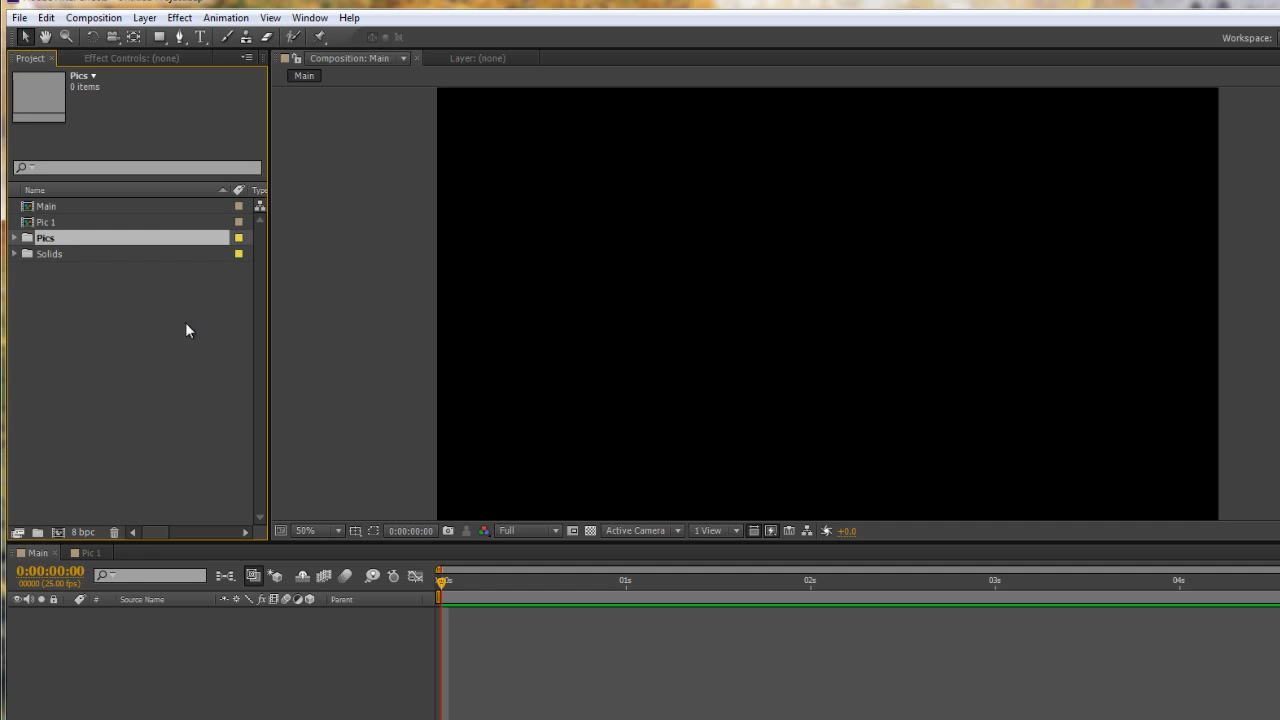 File Edit Composition Layer Effect Animation View Window Help
Workspace:
Project Effect Controls: (none) Composition: Main Layer: (none)
Main
Pics
0 items
Name Type
Main
Pic 1
Pics
Solids
8 bpc
50% 0:00:00:00 Full Active Camera 1 View +0.0
Main Pic 1
0:00:00:00
00000 (25.00 fps)
01s 02s 03s 04s
# Source Name fx Parent